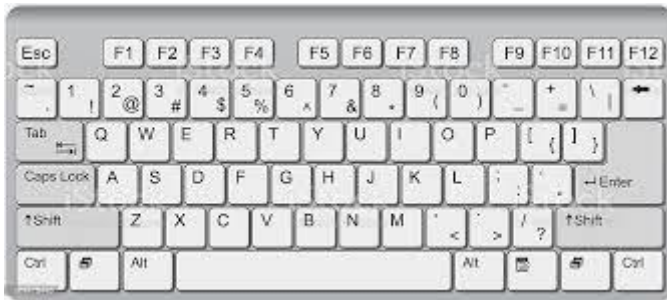 Esc F1 F2 F3 F4 F5 F6 F7 F8 F9 F10 F11 F12
~ 1 ! 2 @ 3 # 4 $ 5 % 6 ^ 7 & 8 * 9 ( 0 ) - _ + = \ |
Tab Q W E R T Y U I O P [ { ] }
Caps Lock A S D F G H J K L ; : Enter
Shift Z X C V B N M < > / ? Shift
Ctrl Alt Alt Ctrl